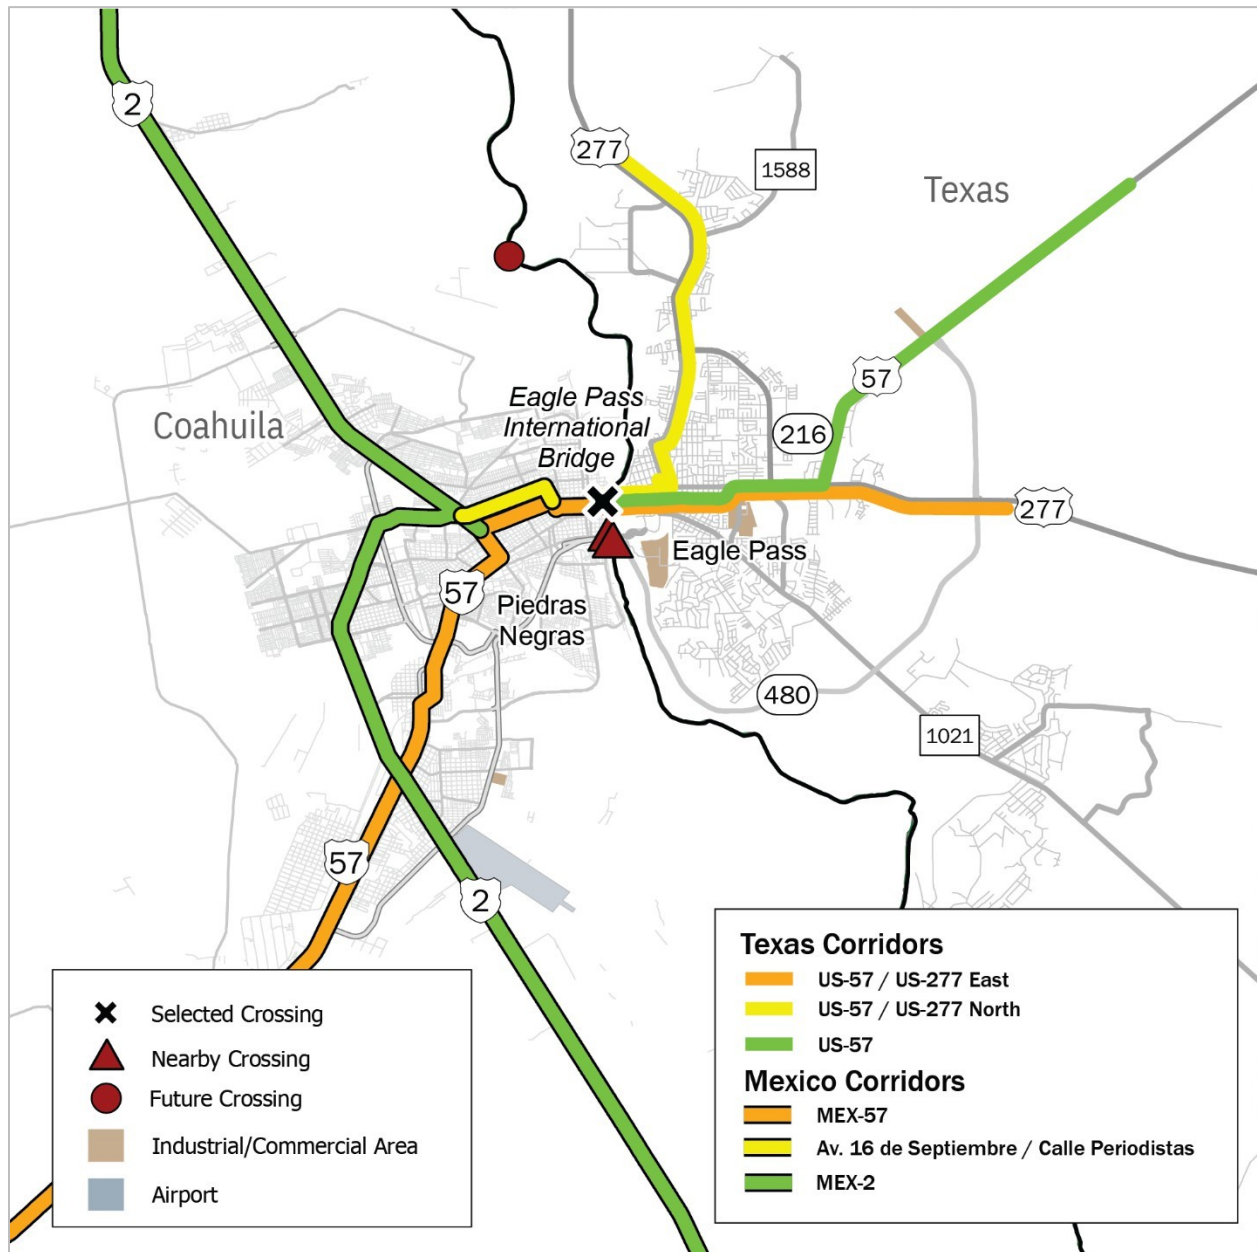 2
277
1588
Texas
57
Coahuila
Eagle Pass
International
Bridge
216
277
Eagle Pass
57
Piedras
Negras
480
1021
57
2
Selected Crossing
Nearby Crossing
Future Crossing
Industrial/Commercial Area
Airport
Texas Corridors
US-57 / US-277 East
US-57 / US-277 North
US-57
Mexico Corridors
MEX-57
Av. 16 de Septiembre / Calle Periodistas
MEX-2